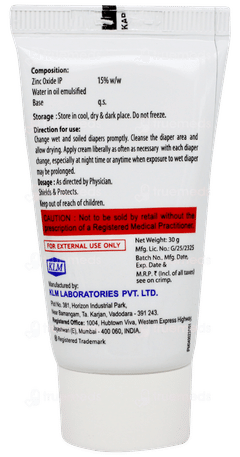 Composition:
Zinc Oxide IP 15% w/w
Water in oil emulsified
Base q.s.
Storage : Store in cool, dry & dark place. Do not freeze.
Direction for use:
Change wet and soiled diapers promptly. Cleanse the diaper area and
allow drying. Apply cream liberally as often as necessary with each diaper
change, especially at night time or anytime when exposure to wet diaper
may be prolonged.
Dosage : As directed by Physician.
Shields & Protects.
Keep out of reach of children.
CAUTION : Not to be sold by retail without the
prescription of a Registered Medical Practitioner.
FOR EXTERNAL USE ONLY
Net Weight: 30 g
Mfg. Lic. No.: G/25/2325
Batch No., Mfg. Date,
Exp. Date &
M.R.P. ₹ (Incl. of all taxes)
see on crimp.
KLM
Manufactured by:
KLM LABORATORIES PVT. LTD.
Plot No. 381, Horizon Industrial Park,
Near Bamangam, Ta. Karjan, Vadodara - 391 243.
Registered Office: 1004, Hubtown Viva, Western Express Highway,
Jogeshwari (E), Mumbai - 400 060, INDIA.
Registered Trademark